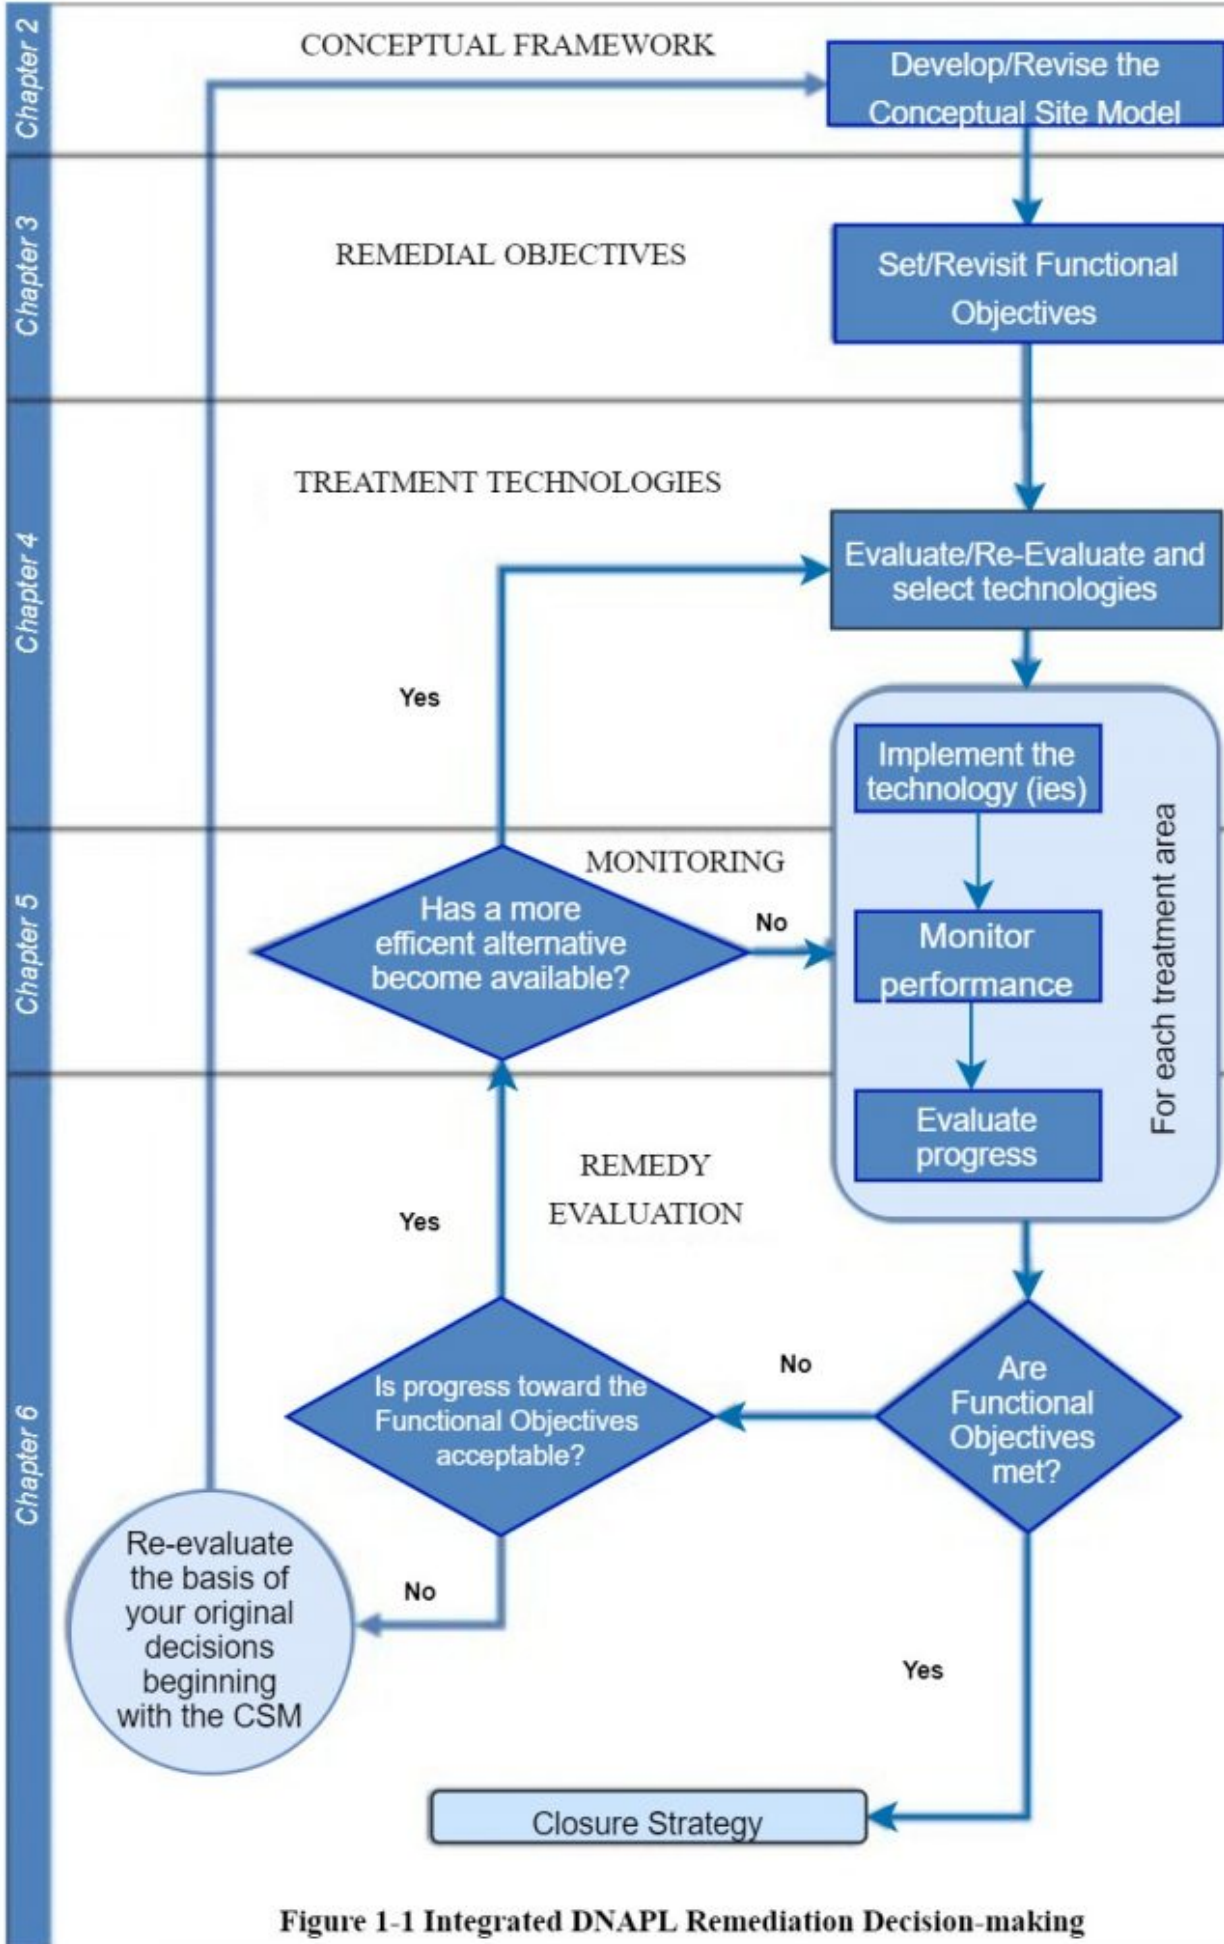 Chapter 2
CONCEPTUAL FRAMEWORK
Develop/Revise the
Conceptual Site Model
Chapter 3
REMEDIAL OBJECTIVES
Set/Revisit Functional
Objectives
Chapter 4
TREATMENT TECHNOLOGIES
Evaluate/Re-Evaluate and
select technologies
Yes
Implement the
technology (ies)
For each treatment area
Chapter 5
MONITORING
Has a more
efficent alternative
become available?
No
Monitor
performance
Evaluate
progress
Chapter 6
REMEDY
EVALUATION
Yes
Are
Functional
Objectives
met?
No
Is progress toward the
Functional Objectives
acceptable?
No
Re-evaluate
the basis of
your original
decisions
beginning
with the CSM
Yes
Closure Strategy
Figure 1-1 Integrated DNAPL Remediation Decision-making